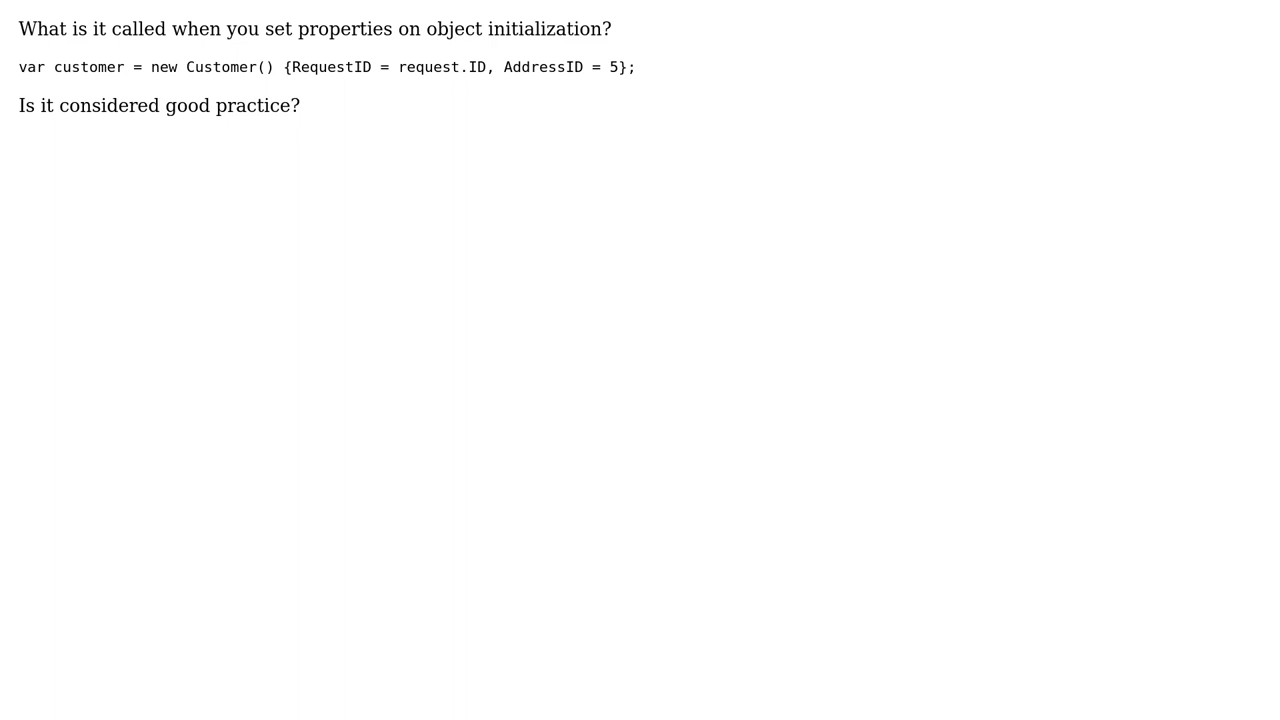 What is it called when you set properties on object initialization?
var customer = new Customer() {RequestID = request.ID, AddressID = 5};
Is it considered good practice?